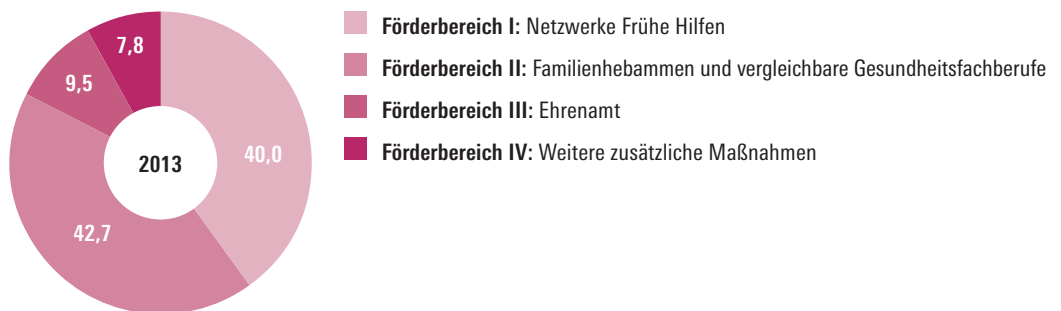 7,8
9,5
2013
40,0
42,7
Förderbereich I: Netzwerke Frühe Hilfen
Förderbereich II: Familienhebammen und vergleichbare Gesundheitsfachberufe
Förderbereich III: Ehrenamt
Förderbereich IV: Weitere zusätzliche Maßnahmen